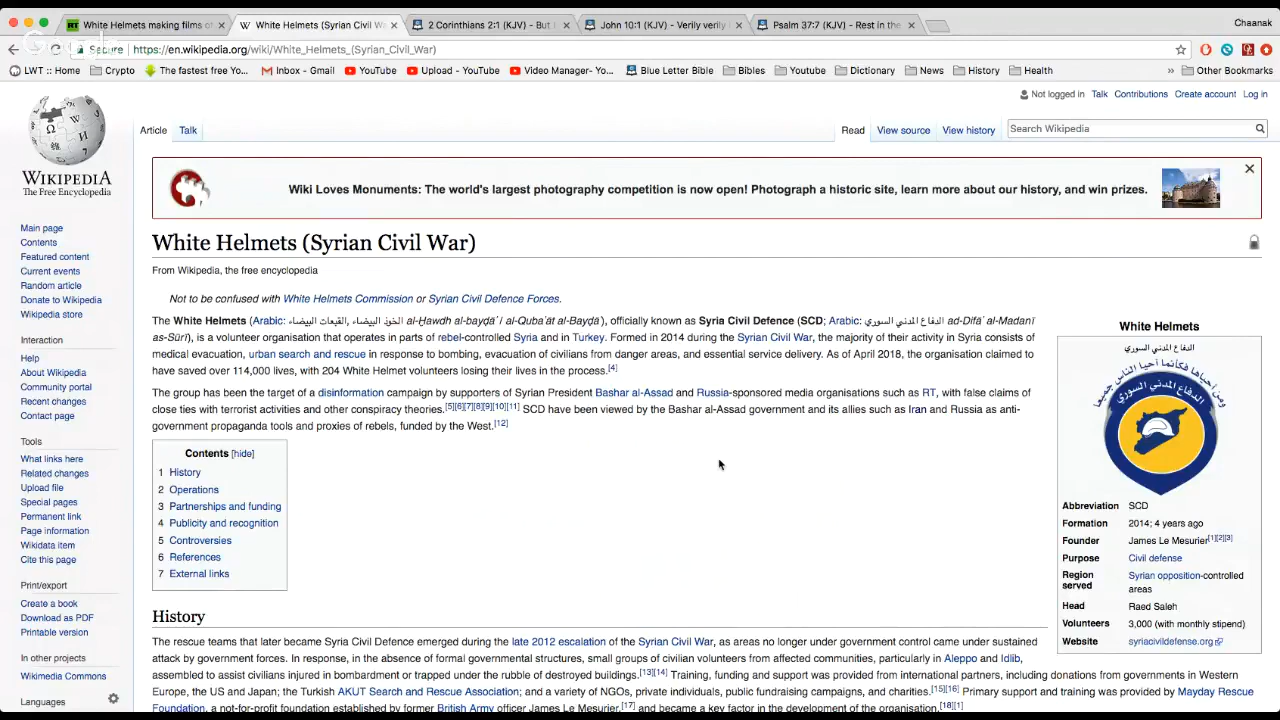 White Helmets making films of
White Helmets (Syrian Civil Wa
2 Corinthians 2:1 (KJV) - But I
John 10:1 (KJV) - Verily verily
Psalm 37:7 (KJV) - Rest in the
Chaanak
Secure
https://en.wikipedia.org/wiki/White_Helmets_(Syrian_Civil_War)
LWT :: Home Crypto The fastest free Yo... Inbox - Gmail YouTube Upload - YouTube Video Manager- Yo... Blue Letter Bible Bibles Youtube Dictionary News History Health » Other Bookmarks
Not logged in Talk Contributions Create account Log in
Article Talk Read View source View history Search Wikipedia
WIKIPEDIA
The Free Encyclopedia
Main page
Contents
Featured content
Current events
Random article
Donate to Wikipedia
Wikipedia store
Interaction
Help
About Wikipedia
Community portal
Recent changes
Contact page
Tools
What links here
Related changes
Upload file
Special pages
Permanent link
Page information
Wikidata item
Cite this page
Print/export
Create a book
Download as PDF
Printable version
In other projects
Wikimedia Commons
Languages
Wiki Loves Monuments: The world's largest photography competition is now open! Photograph a historic site, learn more about our history, and win prizes.
White Helmets (Syrian Civil War)
From Wikipedia, the free encyclopedia
Not to be confused with White Helmets Commission or Syrian Civil Defence Forces.
The White Helmets (Arabic: الخوذ البيضاء, القبعات البيضاء al-Ḫawdh al-bayḍāʾ / al-Qubaʿāt al-Bayḍāʾ), officially known as Syria Civil Defence (SCD; Arabic: الدفاع المدني السوري ad-Difāʿ al-Madanī
as-Sūrī), is a volunteer organisation that operates in parts of rebel-controlled Syria and in Turkey. Formed in 2014 during the Syrian Civil War, the majority of their activity in Syria consists of
medical evacuation, urban search and rescue in response to bombing, evacuation of civilians from danger areas, and essential service delivery. As of April 2018, the organisation claimed to
have saved over 114,000 lives, with 204 White Helmet volunteers losing their lives in the process.[4]
The group has been the target of a disinformation campaign by supporters of Syrian President Bashar al-Assad and Russia-sponsored media organisations such as RT, with false claims of
close ties with terrorist activities and other conspiracy theories.[5][6][7][8][9][10][11] SCD have been viewed by the Bashar al-Assad government and its allies such as Iran and Russia as anti-
government propaganda tools and proxies of rebels, funded by the West.[12]
Contents [hide]
1 History
2 Operations
3 Partnerships and funding
4 Publicity and recognition
5 Controversies
6 References
7 External links
White Helmets
الدفاع المدني السوري
ومن أحياها فكأنما أحيا الناس جميعا
الدفاع المدني السوري
Abbreviation SCD
Formation 2014; 4 years ago
Founder James Le Mesurier[1][2][3]
Purpose Civil defense
Region served Syrian opposition-controlled
areas
Head Raed Saleh
Volunteers 3,000 (with monthly stipend)
Website syriacivildefense.org
History
The rescue teams that later became Syria Civil Defence emerged during the late 2012 escalation of the Syrian Civil War, as areas no longer under government control came under sustained
attack by government forces. In response, in the absence of formal governmental structures, small groups of civilian volunteers from affected communities, particularly in Aleppo and Idlib,
assembled to assist civilians injured in bombardment or trapped under the rubble of destroyed buildings.[13][14] Training, funding and support was provided from international partners, including donations from governments in Western
Europe, the US and Japan; the Turkish AKUT Search and Rescue Association; and a variety of NGOs, private individuals, public fundraising campaigns, and charities.[15][16] Primary support and training was provided by Mayday Rescue
Foundation, a not-for-profit foundation established by former British Army officer James Le Mesurier,[17] and became a key factor in the development of the organisation.[18][1]